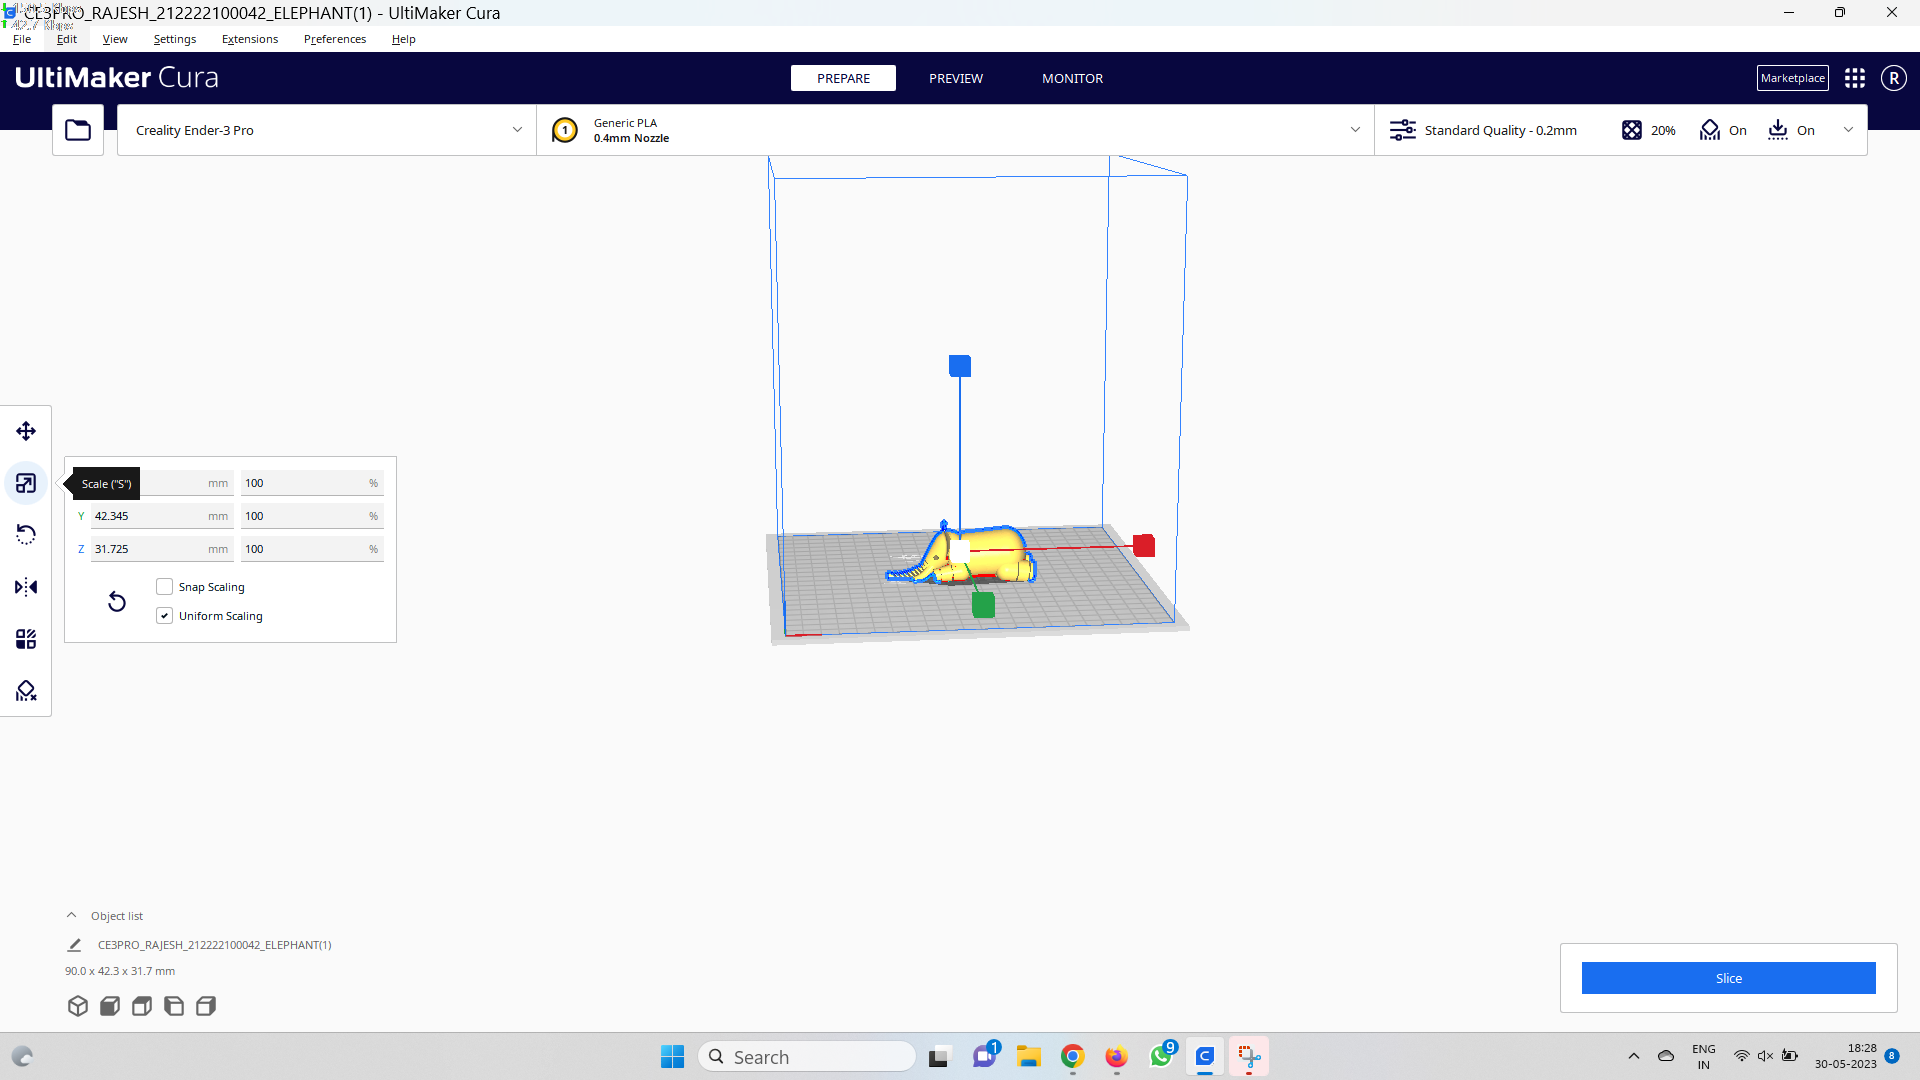 CE3PRO_RAJESH_212222100042_ELEPHANT(1) - UltiMaker Cura
File Edit View Settings Extensions Preferences Help
UltiMaker Cura
PREPARE PREVIEW MONITOR
Marketplace
R
Creality Ender-3 Pro
1
Generic PLA
0.4mm Nozzle
Standard Quality - 0.2mm
20%
On
On
Scale ("S")
mm 100 %
Y 42.345 mm 100 %
Z 31.725 mm 100 %
Snap Scaling
Uniform Scaling
Object list
CE3PRO_RAJESH_212222100042_ELEPHANT(1)
90.0 x 42.3 x 31.7 mm
Slice
Search
1
9
ENG
IN
18:28
30-05-2023
8